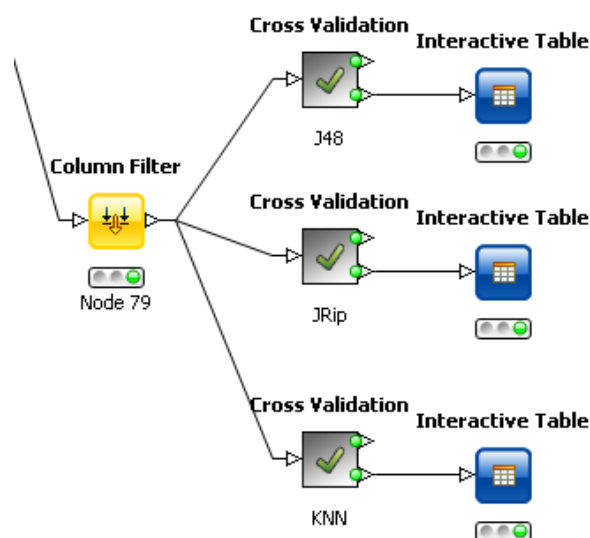 Cross Validation
Interactive Table
J48
Column Filter
Node 79
Cross Validation
Interactive Table
JRip
Cross Validation
Interactive Table
KNN